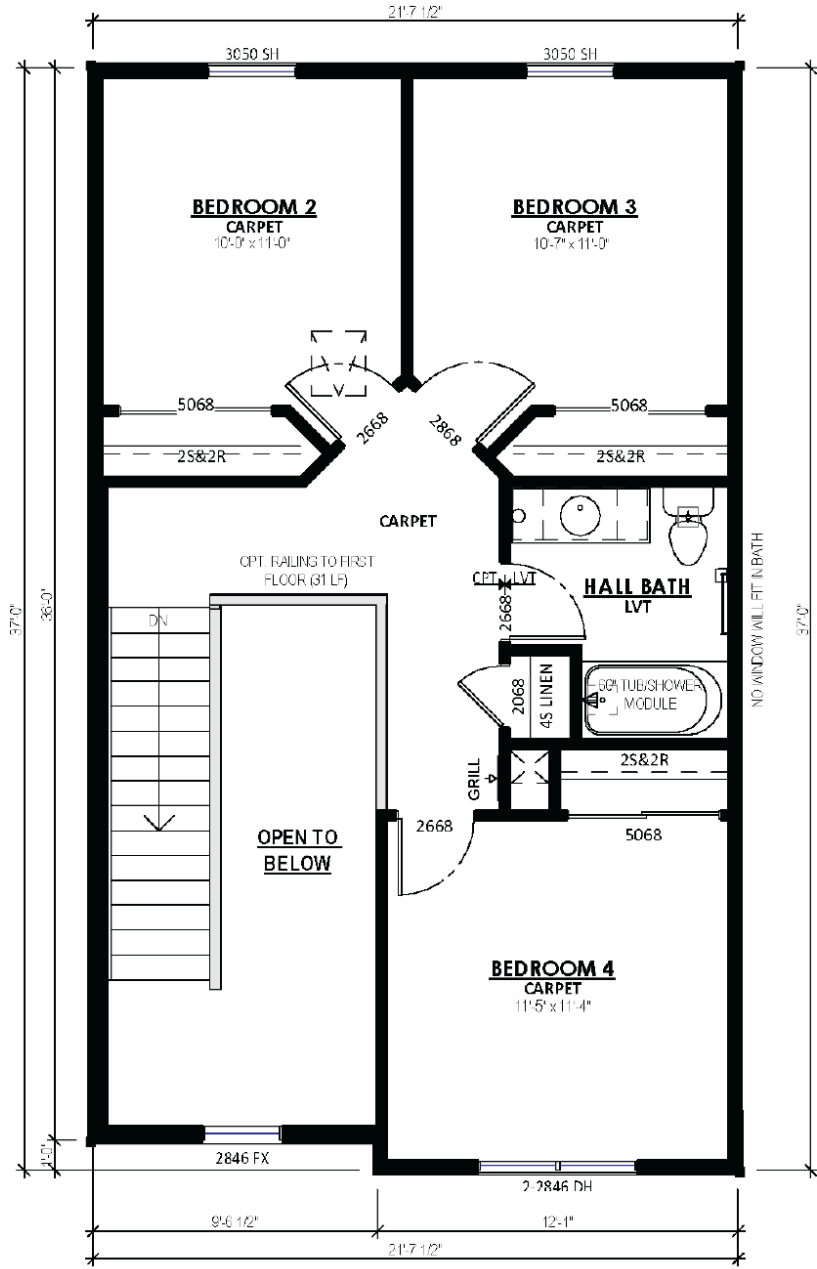 21'-7 1/2"
3050 SH
3050 SH
BEDROOM 2
CARPET
10'-0" x 11'-0"
BEDROOM 3
CARPET
10'-7" x 11'-0"
5068
2668
2868
5068
2S&2R
2S&2R
CARPET
OPT. RAILING TO FIRST
FLOOR (31 LF)
CPT
LVT
HALL BATH
LVT
2668
NO WINDOW WILL FIT IN BATH
37'-0"
36'-0"
37'-0"
DN
2068
4S LINEN
60" TUB/SHOWER
MODULE
2S&2R
GRILL
2668
5068
OPEN TO
BELOW
BEDROOM 4
CARPET
11'-5" x 11'-4"
1'-0"
2846 FX
2-2846 DH
9'-6 1/2"
12'-1"
21'-7 1/2"